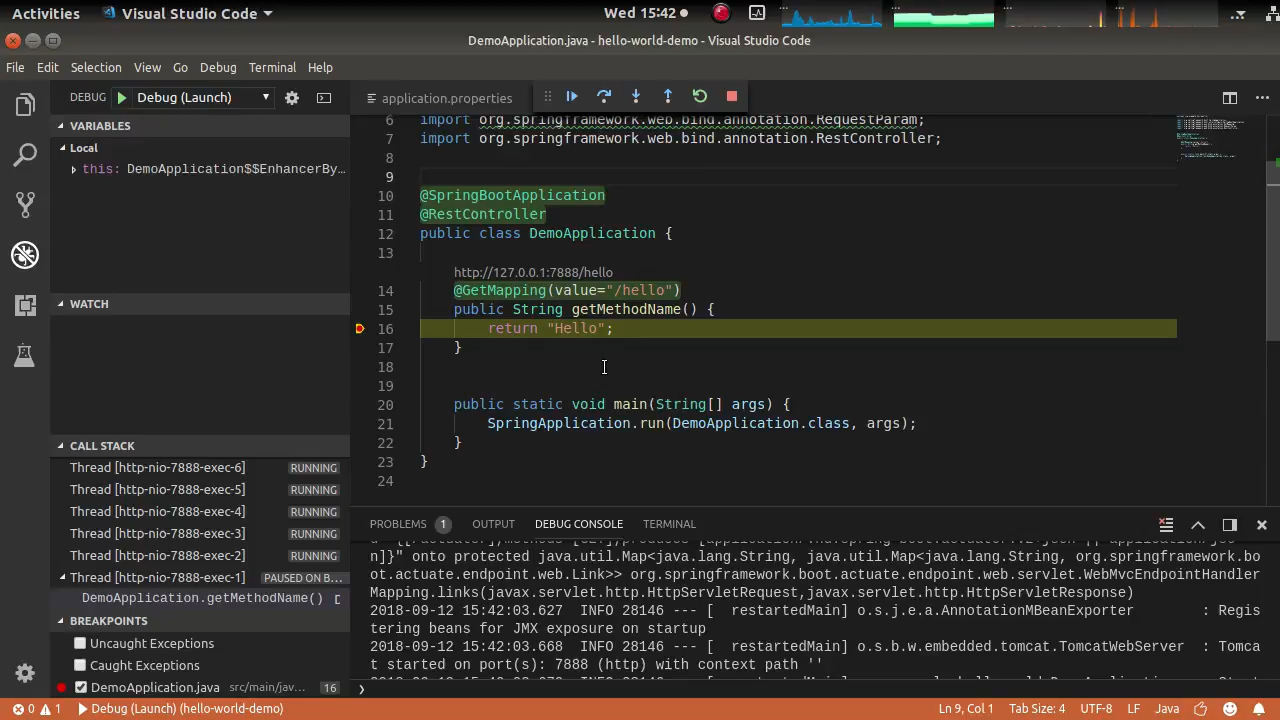 Activities
Visual Studio Code
Wed 15:42
DemoApplication.java - hello-world-demo - Visual Studio Code
File Edit Selection View Go Debug Terminal Help
DEBUG Debug (Launch)
application.properties
VARIABLES
Local
this: DemoApplication$$EnhancerBy...
WATCH
CALL STACK
Thread [http-nio-7888-exec-6] RUNNING
Thread [http-nio-7888-exec-5] RUNNING
Thread [http-nio-7888-exec-4] RUNNING
Thread [http-nio-7888-exec-3] RUNNING
Thread [http-nio-7888-exec-2] RUNNING
Thread [http-nio-7888-exec-1] PAUSED ON B...
DemoApplication.getMethodName()
BREAKPOINTS
Uncaught Exceptions
Caught Exceptions
DemoApplication.java src/main/jav... 16
6 import org.springframework.web.bind.annotation.RequestParam;
7 import org.springframework.web.bind.annotation.RestController;
8
9
10 @SpringBootApplication
11 @RestController
12 public class DemoApplication {
13
http://127.0.0.1:7888/hello
14 @GetMapping(value="/hello")
15 public String getMethodName() {
16 return "Hello";
17 }
18
19
20 public static void main(String[] args) {
21 SpringApplication.run(DemoApplication.class, args);
22 }
23 }
24
PROBLEMS 1 OUTPUT DEBUG CONSOLE TERMINAL
n]}" onto protected java.util.Map<java.lang.String, java.util.Map<java.lang.String, org.springframework.bo
ot.actuate.endpoint.web.Link>> org.springframework.boot.actuate.endpoint.web.servlet.WebMvcEndpointHandler
Mapping.links(javax.servlet.http.HttpServletRequest,javax.servlet.http.HttpServletResponse)
2018-09-12 15:42:03.627 INFO 28146 --- [ restartedMain] o.s.j.e.a.AnnotationMBeanExporter : Regis
tering beans for JMX exposure on startup
2018-09-12 15:42:03.668 INFO 28146 --- [ restartedMain] o.s.b.w.embedded.tomcat.TomcatWebServer : Tomca
t started on port(s): 7888 (http) with context path ''
0 1 Debug (Launch) (hello-world-demo)
Ln 9, Col 1 Tab Size: 4 UTF-8 LF Java